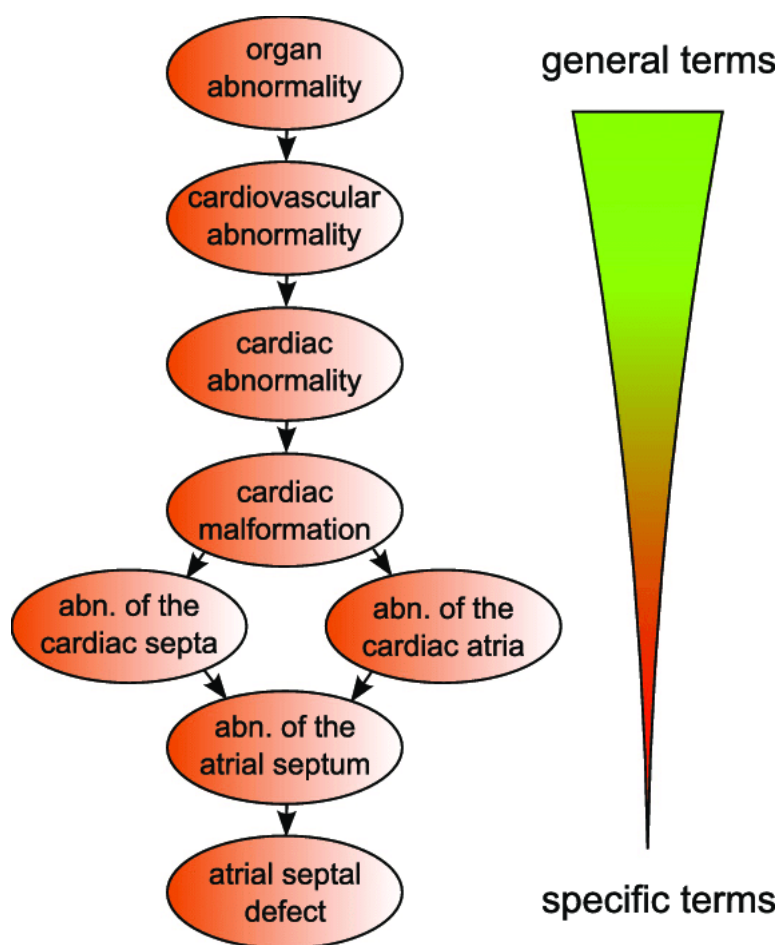 organ
abnormality
general terms
cardiovascular
abnormality
cardiac
abnormality
cardiac
malformation
abn. of the
cardiac septa
abn. of the
cardiac atria
abn. of the
atrial septum
atrial septal
defect
specific terms